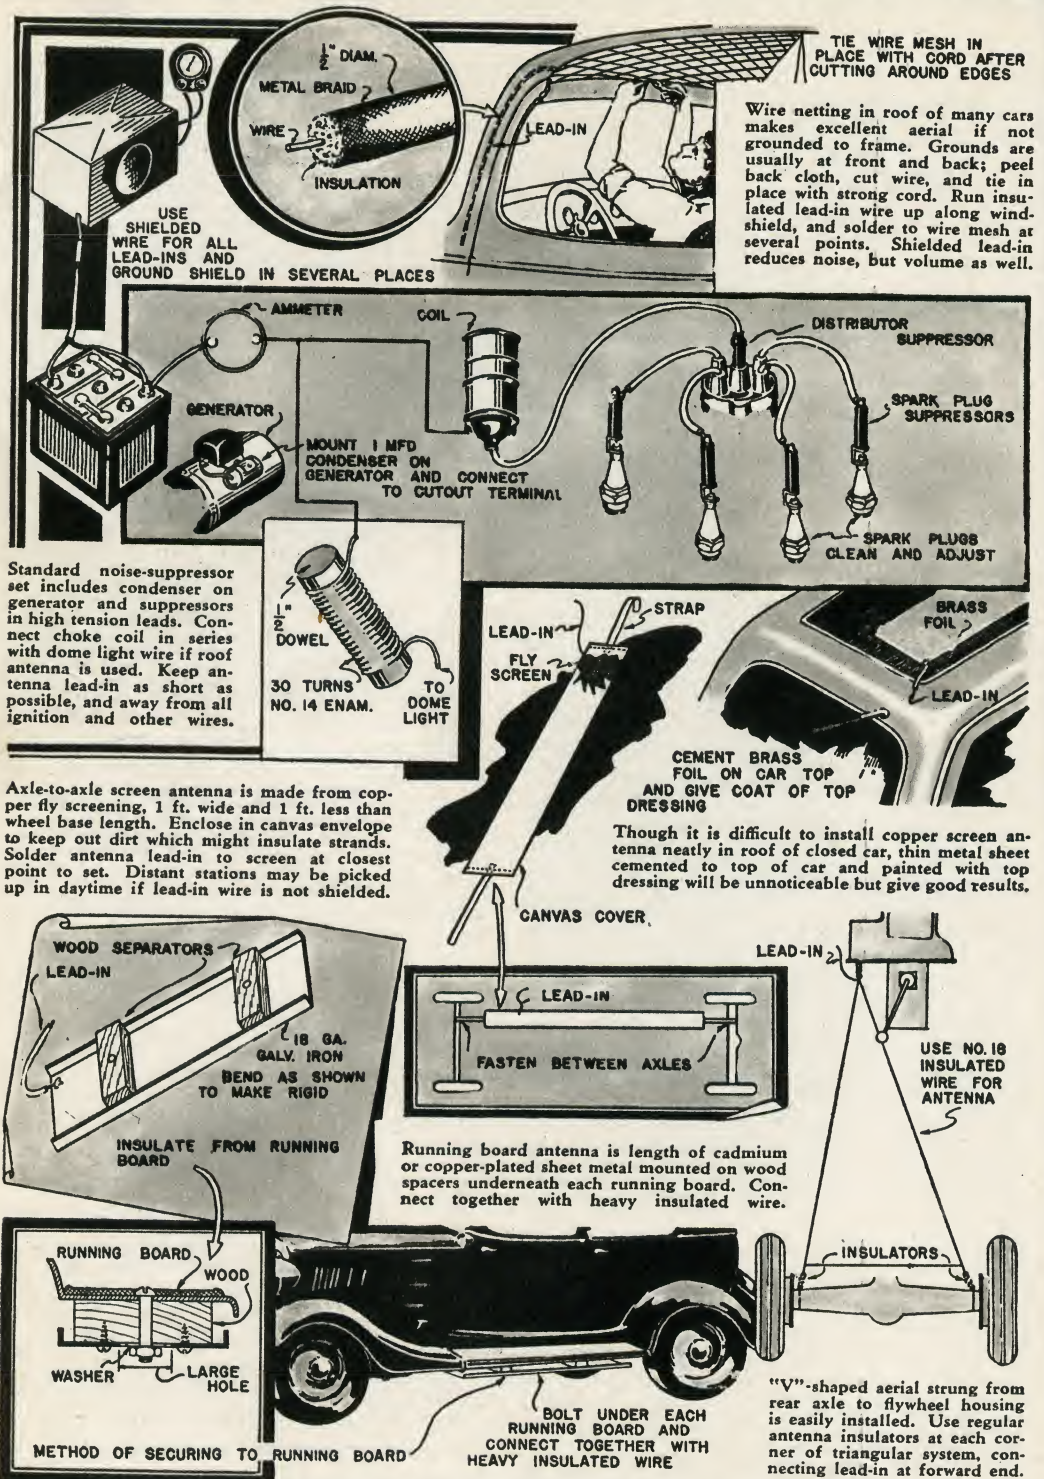 TIE WIRE MESH IN
PLACE WITH CORD AFTER
CUTTING AROUND EDGES
½" DIAM.
METAL BRAID
WIRE
INSULATION
LEAD-IN
Wire netting in roof of many cars
makes excellent aerial if not
grounded to frame. Grounds are
usually at front and back; peel
back cloth, cut wire, and tie in
place with strong cord. Run insu-
lated lead-in wire up along wind-
shield, and solder to wire mesh at
several points. Shielded lead-in
reduces noise, but volume as well.
USE
SHIELDED
WIRE FOR ALL
LEAD-INS AND
GROUND SHIELD IN SEVERAL PLACES
AMMETER
COIL
DISTRIBUTOR
SUPPRESSOR
SPARK PLUG
SUPPRESSORS
GENERATOR
MOUNT 1 MFD
CONDENSER ON
GENERATOR AND CONNECT
TO CUTOUT TERMINAL
SPARK PLUGS
CLEAN AND ADJUST
Standard noise-suppressor
set includes condenser on
generator and suppressors
in high tension leads. Con-
nect choke coil in series
with dome light wire if roof
antenna is used. Keep an-
tenna lead-in as short as
possible, and away from all
ignition and other wires.
½"
DOWEL
30 TURNS
NO. 14 ENAM.
TO
DOME
LIGHT
LEAD-IN
STRAP
FLY
SCREEN
CANVAS COVER
BRASS
FOIL
LEAD-IN
CEMENT BRASS
FOIL ON CAR TOP
AND GIVE COAT OF TOP
DRESSING
Axle-to-axle screen antenna is made from cop-
per fly screening, 1 ft. wide and 1 ft. less than
wheel base length. Enclose in canvas envelope
to keep out dirt which might insulate strands.
Solder antenna lead-in to screen at closest
point to set. Distant stations may be picked
up in daytime if lead-in wire is not shielded.
Though it is difficult to install copper screen an-
tenna neatly in roof of closed car, thin metal sheet
cemented to top of car and painted with top
dressing will be unnoticeable but give good results.
WOOD SEPARATORS
LEAD-IN
18 GA.
GALV. IRON
BEND AS SHOWN
TO MAKE RIGID
INSULATE FROM RUNNING
BOARD
LEAD-IN
FASTEN BETWEEN AXLES
LEAD-IN
USE NO. 18
INSULATED
WIRE FOR
ANTENNA
INSULATORS
Running board antenna is length of cadmium
or copper-plated sheet metal mounted on wood
spacers underneath each running board. Con-
nect together with heavy insulated wire.
RUNNING BOARD
WOOD
WASHER
LARGE
HOLE
METHOD OF SECURING TO RUNNING BOARD
BOLT UNDER EACH
RUNNING BOARD AND
CONNECT TOGETHER WITH
HEAVY INSULATED WIRE
"V"-shaped aerial strung from
rear axle to flywheel housing
is easily installed. Use regular
antenna insulators at each cor-
ner of triangular system, con-
necting lead-in at forward end.